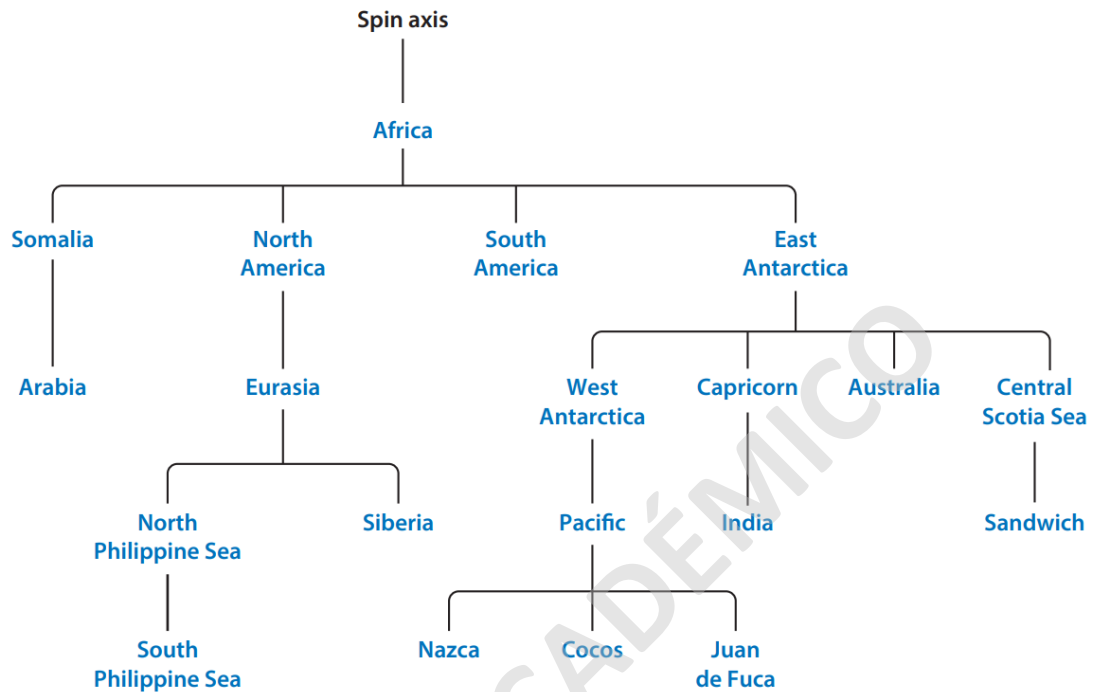 Spin axis
Africa
Somalia
North
America
South
America
East
Antarctica
Arabia
Eurasia
West
Antarctica
Capricorn
Australia
Central
Scotia Sea
North
Philippine Sea
Siberia
Pacific
India
Sandwich
South
Philippine Sea
Nazca
Cocos
Juan
de Fuca
CADÉMICO